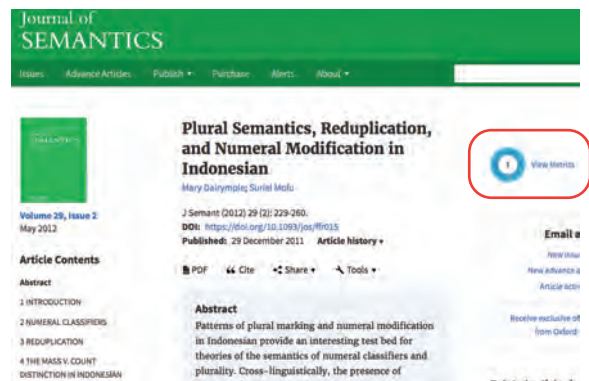 Journal of
SEMANTICS
Issues Advance Articles Publish ▾ Purchase Alerts About ▾
SEMANTICS
Volume 29, Issue 2
May 2012
Article Contents
Abstract
1 INTRODUCTION
2 NUMERAL CLASSIFIERS
3 REDUPLICATION
4 THE MASS V. COUNT
DISTINCTION IN INDONESIAN
Plural Semantics, Reduplication,
and Numeral Modification in
Indonesian
Mary Dalrymple; Suriel Mofu
J Semant (2012) 29 (2): 229-260.
DOI: https://doi.org/10.1093/jos/ffr015
Published: 29 December 2011 Article history ▾
PDF Cite Share ▾ Tools ▾
Abstract
Patterns of plural marking and numeral modification
in Indonesian provide an interesting test bed for
theories of the semantics of numeral classifiers and
plurality. Cross-linguistically, the presence of
1 View Metrics
Email a
New issu
New advance a
Article activ
Receive exclusive of
from Oxford